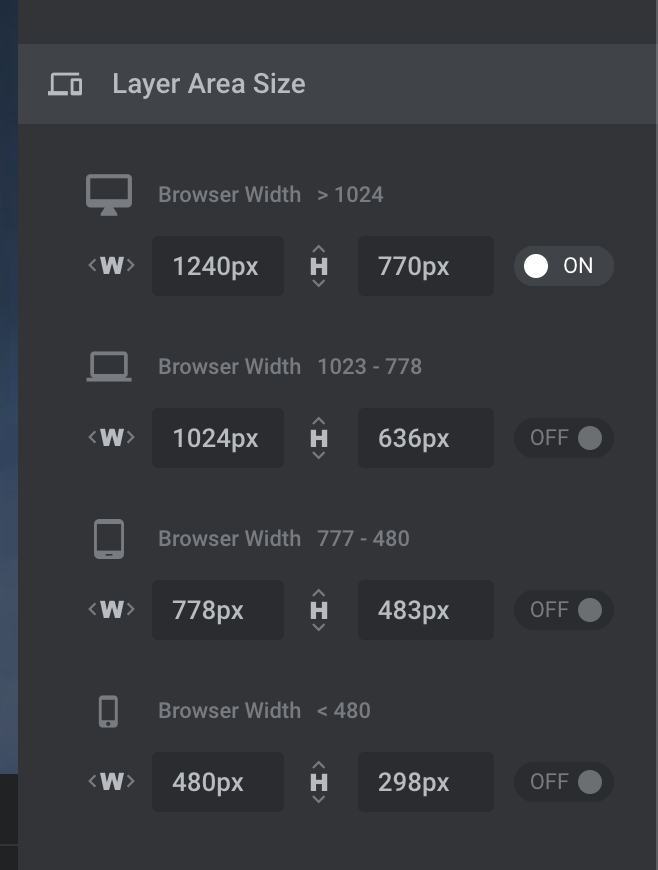 Layer Area Size
Browser Width > 1024
W 1240px H 770px ON
Browser Width 1023 - 778
W 1024px H 636px OFF
Browser Width 777 - 480
W 778px H 483px OFF
Browser Width < 480
W 480px H 298px OFF